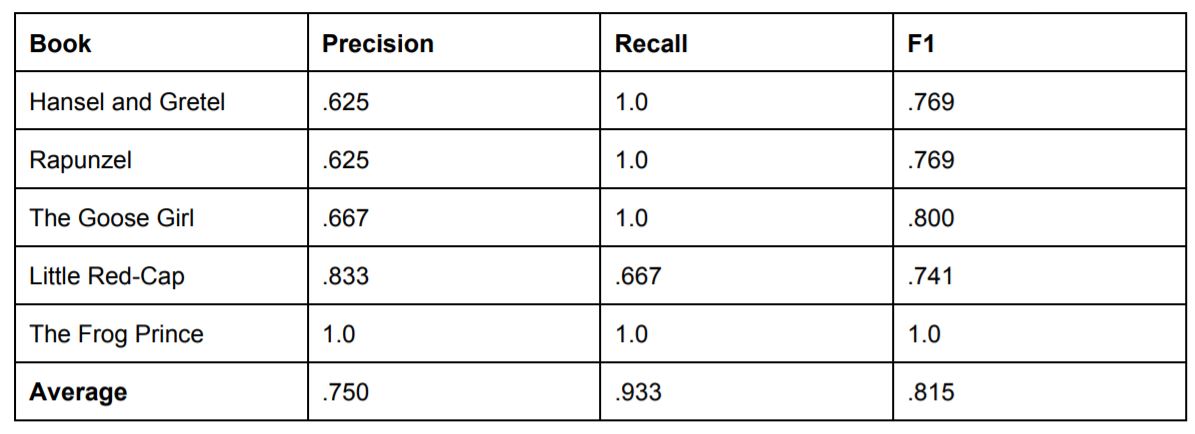 Book Precision Recall F1
Hansel and Gretel .625 1.0 .769
Rapunzel .625 1.0 .769
The Goose Girl .667 1.0 .800
Little Red-Cap .833 .667 .741
The Frog Prince 1.0 1.0 1.0
Average .750 .933 .815